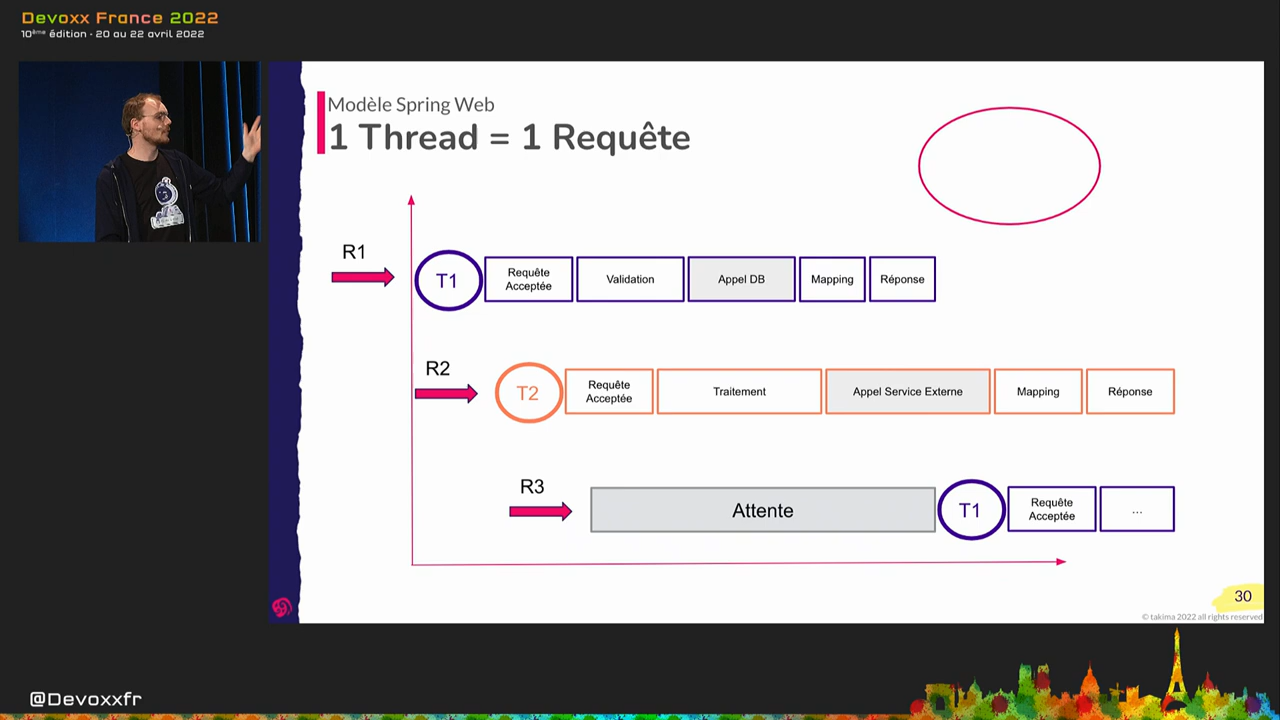 Devoxx France 2022
10ème édition - 20 au 22 avril 2022
Modèle Spring Web
1 Thread = 1 Requête
R1
T1
Requête
Acceptée
Validation
Appel DB
Mapping
Réponse
R2
T2
Requête
Acceptée
Traitement
Appel Service Externe
Mapping
Réponse
R3
Attente
T1
Requête
Acceptée
...
30
© takima 2022 all rights reserved
@Devoxxfr